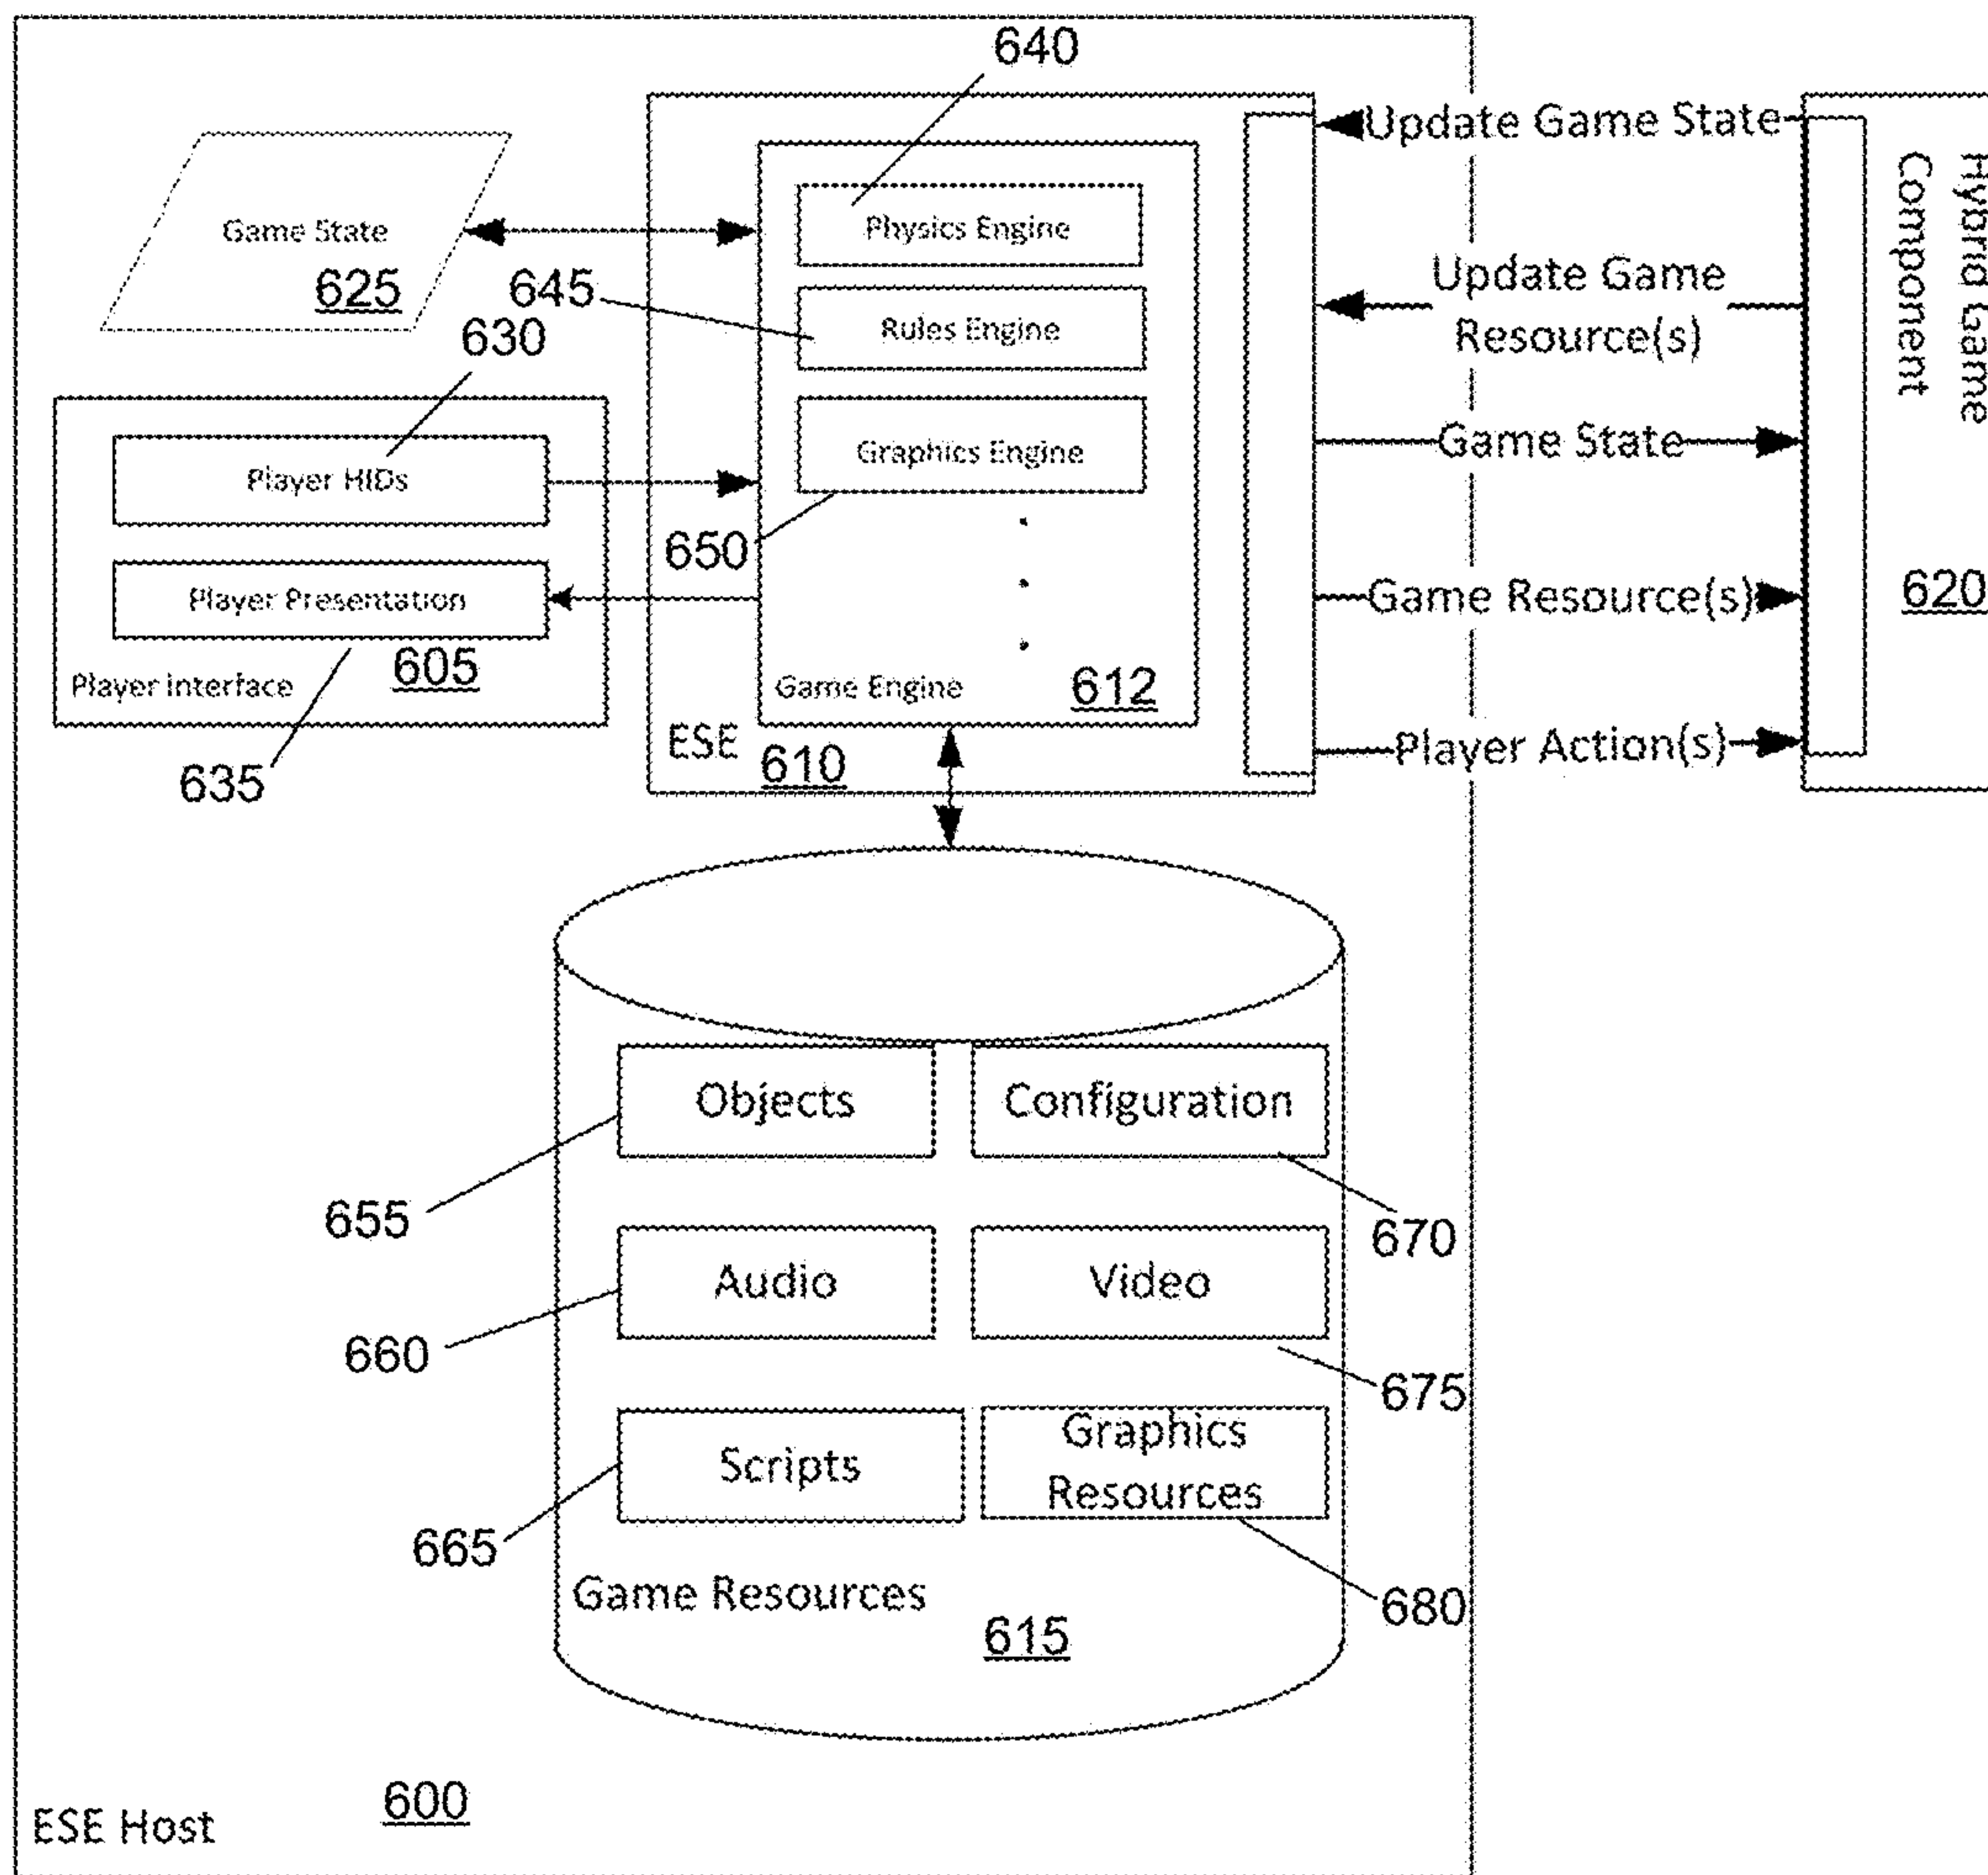 640
Update Game State
Hybrid Game
Component
Game State
625
Physics Engine
645
Rules Engine
Update Game
Resource(s)
630
Player HIDs
Graphics Engine
650
Game State
Player Presentation
605
Player Interface
635
Game Engine
612
ESE
610
Game Resource(s)
620
Player Action(s)
Objects
Configuration
655
670
Audio
Video
660
675
Scripts
Graphics
Resources
665
680
Game Resources
615
ESE Host
600